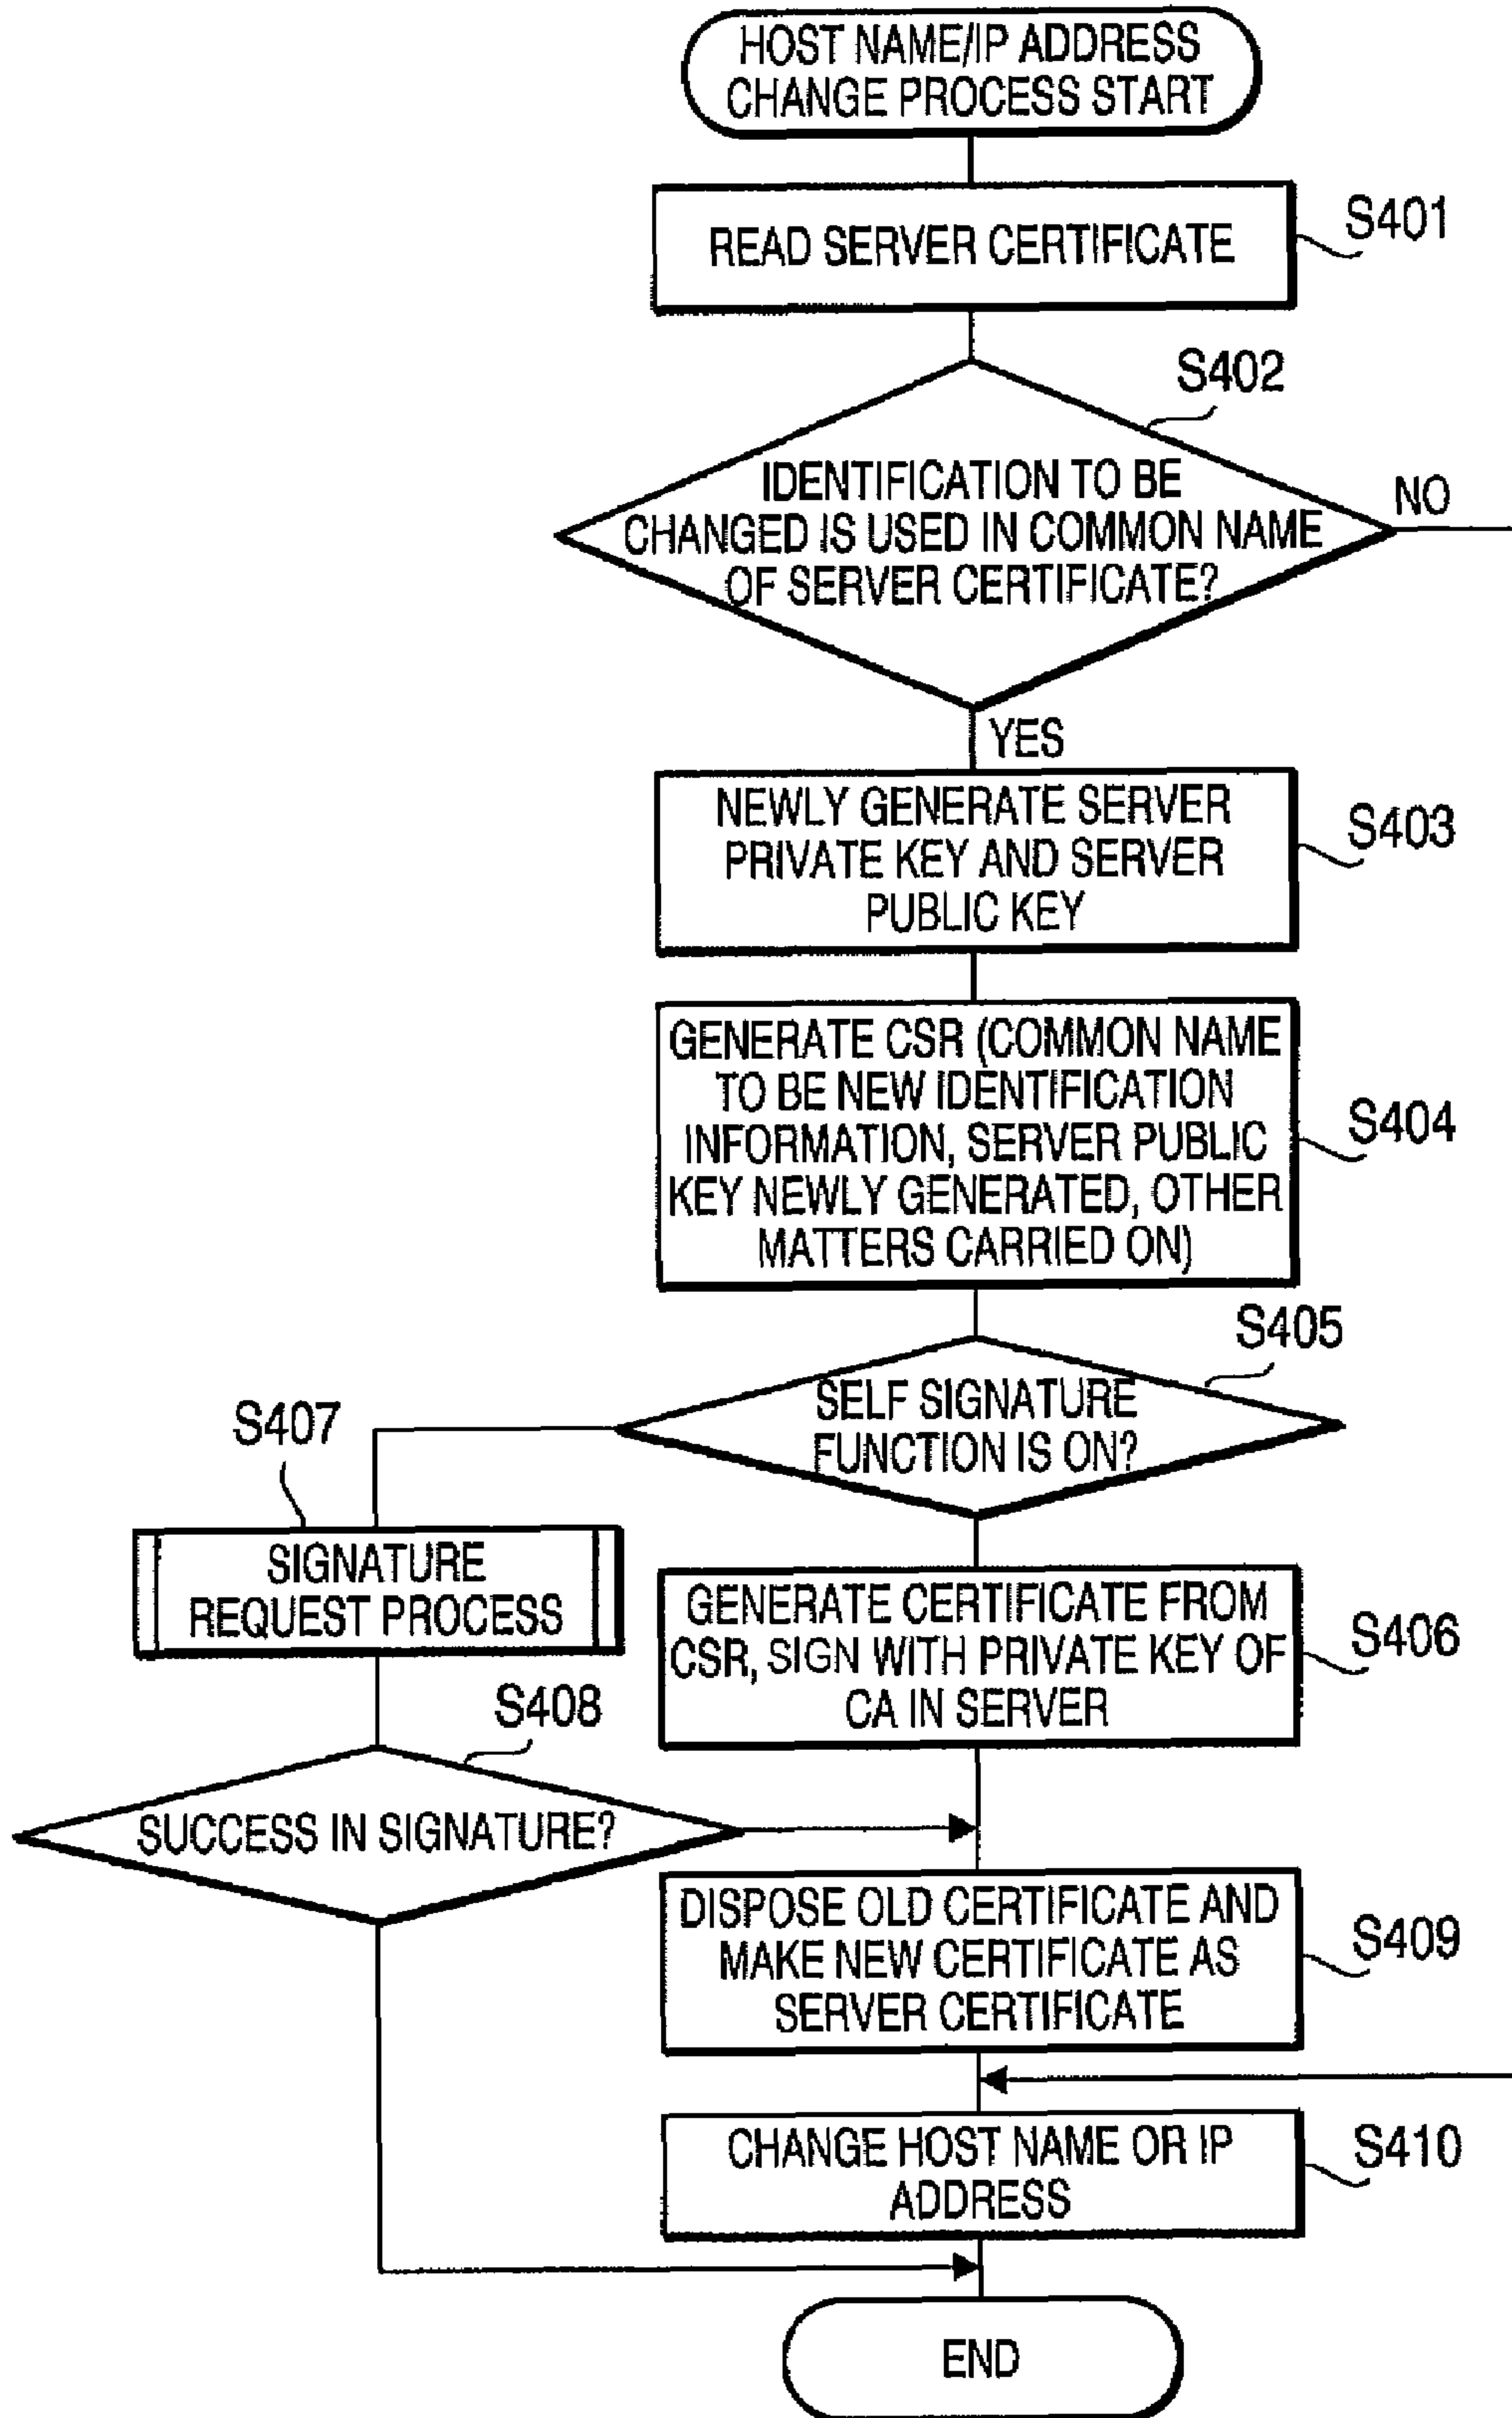 HOST NAME/IP ADDRESS
CHANGE PROCESS START
READ SERVER CERTIFICATE
S401
S402
IDENTIFICATION TO BE
CHANGED IS USED IN COMMON NAME
OF SERVER CERTIFICATE?
NO
YES
NEWLY GENERATE SERVER
PRIVATE KEY AND SERVER
PUBLIC KEY
S403
GENERATE CSR (COMMON NAME
TO BE NEW IDENTIFICATION
INFORMATION, SERVER PUBLIC
KEY NEWLY GENERATED, OTHER
MATTERS CARRIED ON)
S404
S405
SELF SIGNATURE
FUNCTION IS ON?
S407
SIGNATURE
REQUEST PROCESS
GENERATE CERTIFICATE FROM
CSR, SIGN WITH PRIVATE KEY OF
CA IN SERVER
S406
S408
SUCCESS IN SIGNATURE?
DISPOSE OLD CERTIFICATE AND
MAKE NEW CERTIFICATE AS
SERVER CERTIFICATE
S409
CHANGE HOST NAME OR IP
ADDRESS
S410
END